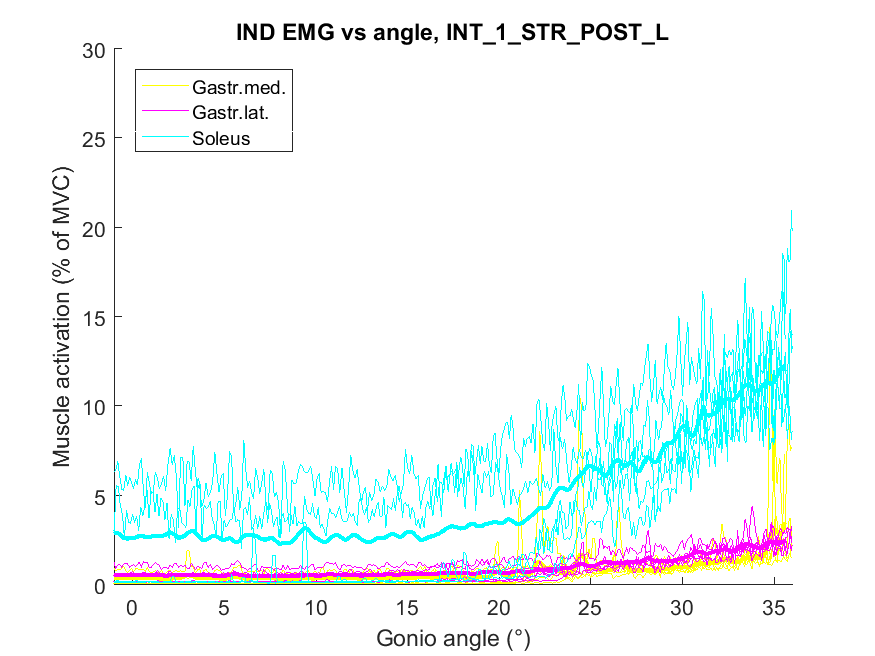 IND EMG vs angle, INT_1_STR_POST_L
30
25
20
15
10
5
0
Muscle activation (% of MVC)
Gastr.med.
Gastr.lat.
Soleus
0 5 10 15 20 25 30 35
Gonio angle (°)